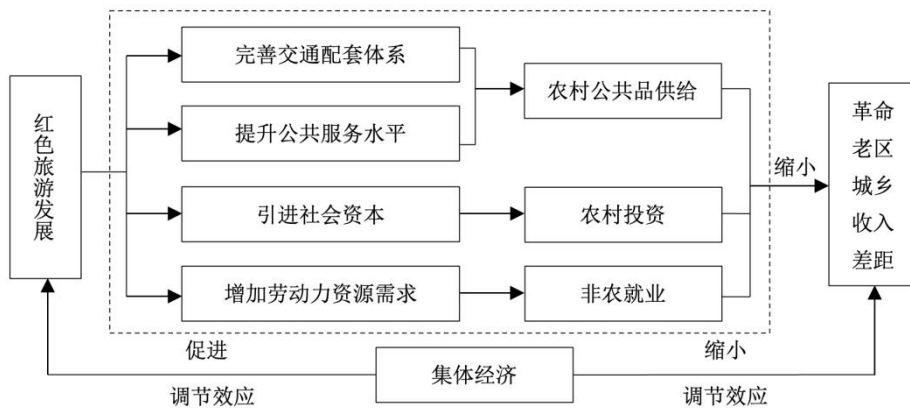 完善交通配套体系
提升公共服务水平
引进社会资本
增加劳动力资源需求
农村公共品供给
农村投资
非农就业
红色旅游发展
缩小
革命
老区
城乡
收入
差距
促进
缩小
集体经济
调节效应
调节效应